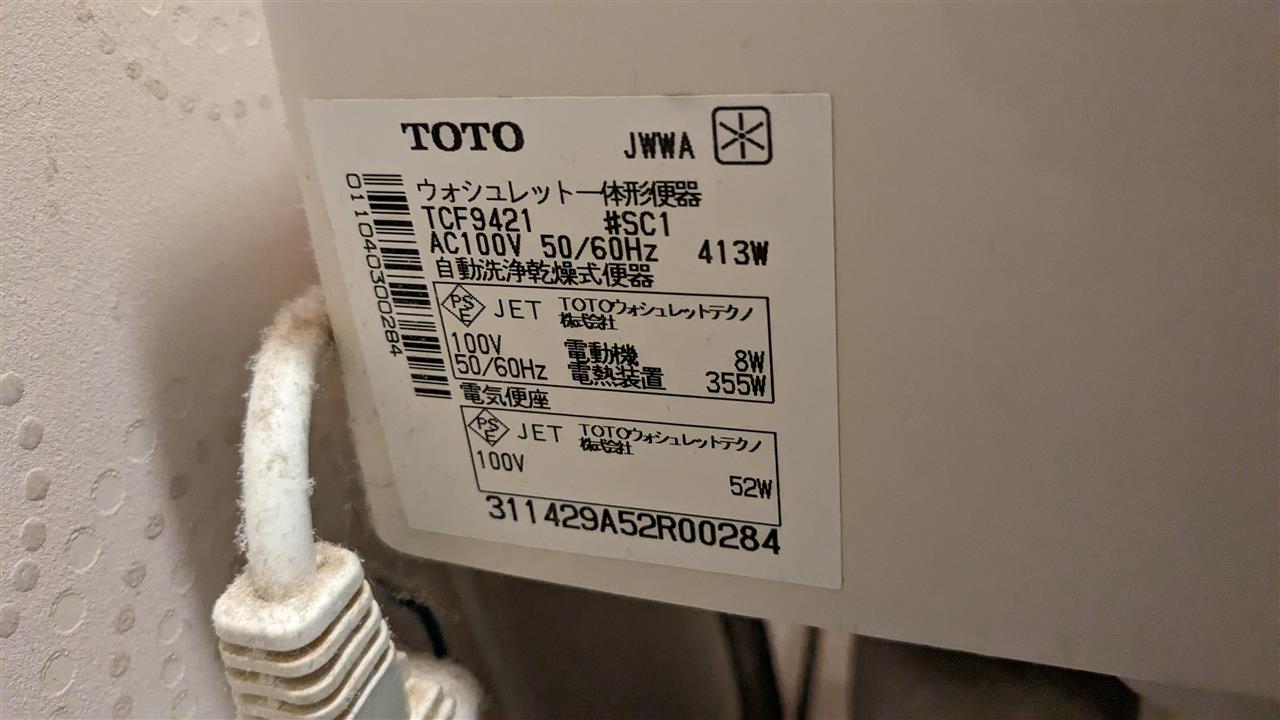 TOTO
JWWA
ウォシュレット一体形便器
TCF9421 #SC1
AC100V 50/60Hz 413W
自動洗浄乾燥式便器
PSE JET TOTOウォシュレットテクノ
株式会社
100V 電動機 8W
50/60Hz 電熱装置 355W
電気便座
PSE JET TOTOウォシュレットテクノ
株式会社
100V
52W
311429A52R00284
01104030028​4